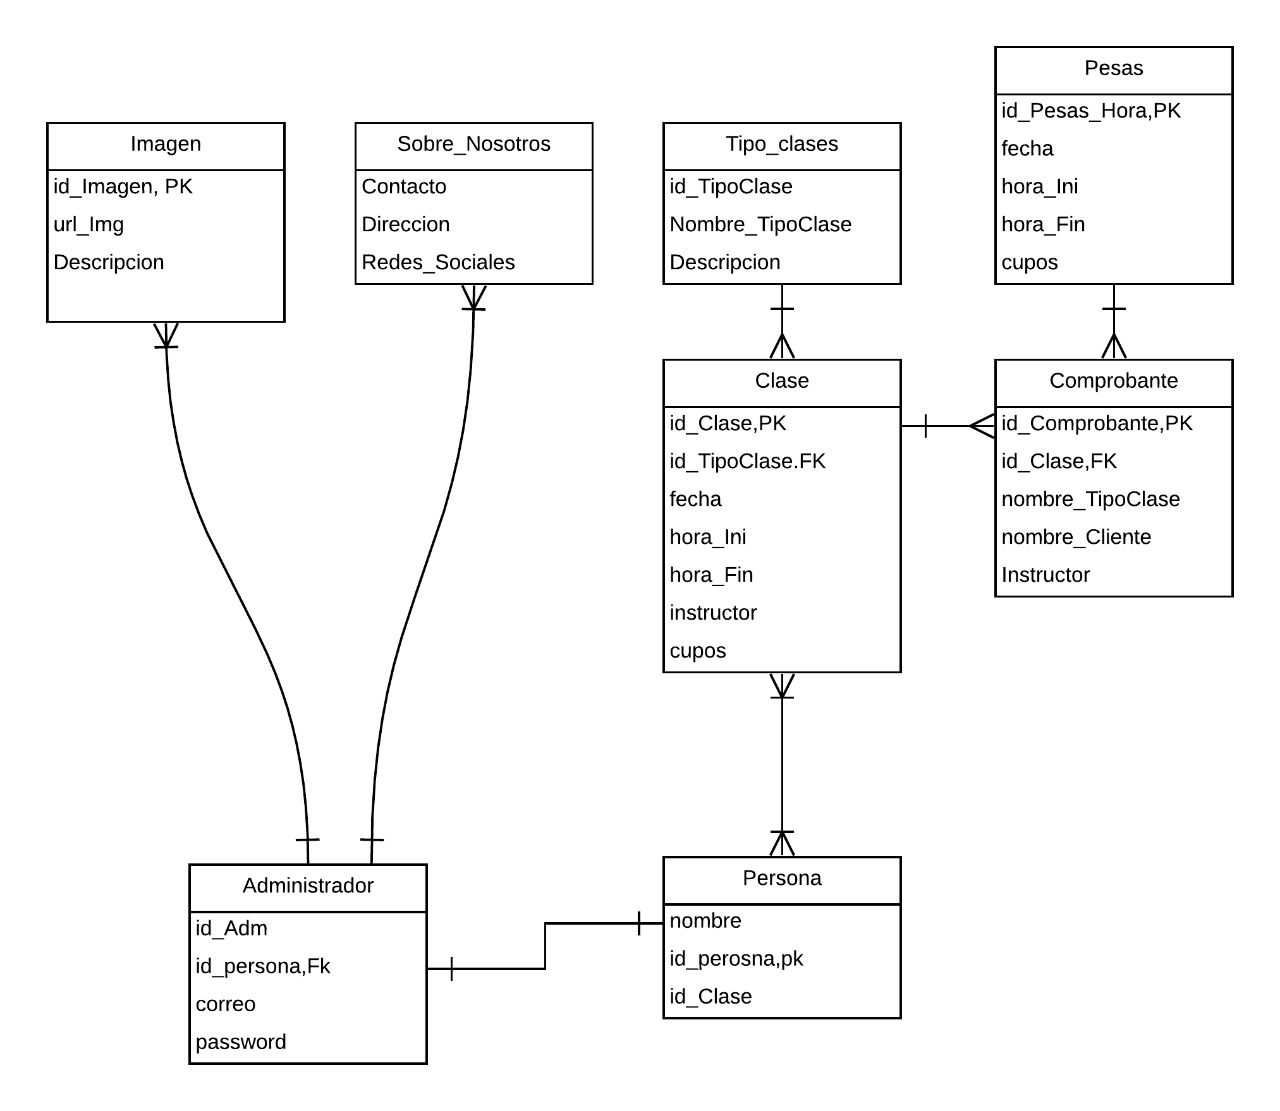 Imagen
id_Imagen, PK
url_Img
Descripcion
Sobre_Nosotros
Contacto
Direccion
Redes_Sociales
Tipo_clases
id_TipoClase
Nombre_TipoClase
Descripcion
Pesas
id_Pesas_Hora,PK
fecha
hora_Ini
hora_Fin
cupos
Clase
id_Clase,PK
id_TipoClase.FK
fecha
hora_Ini
hora_Fin
instructor
cupos
Comprobante
id_Comprobante,PK
id_Clase,FK
nombre_TipoClase
nombre_Cliente
Instructor
Administrador
id_Adm
id_persona,Fk
correo
password
Persona
nombre
id_perosna,pk
id_Clase